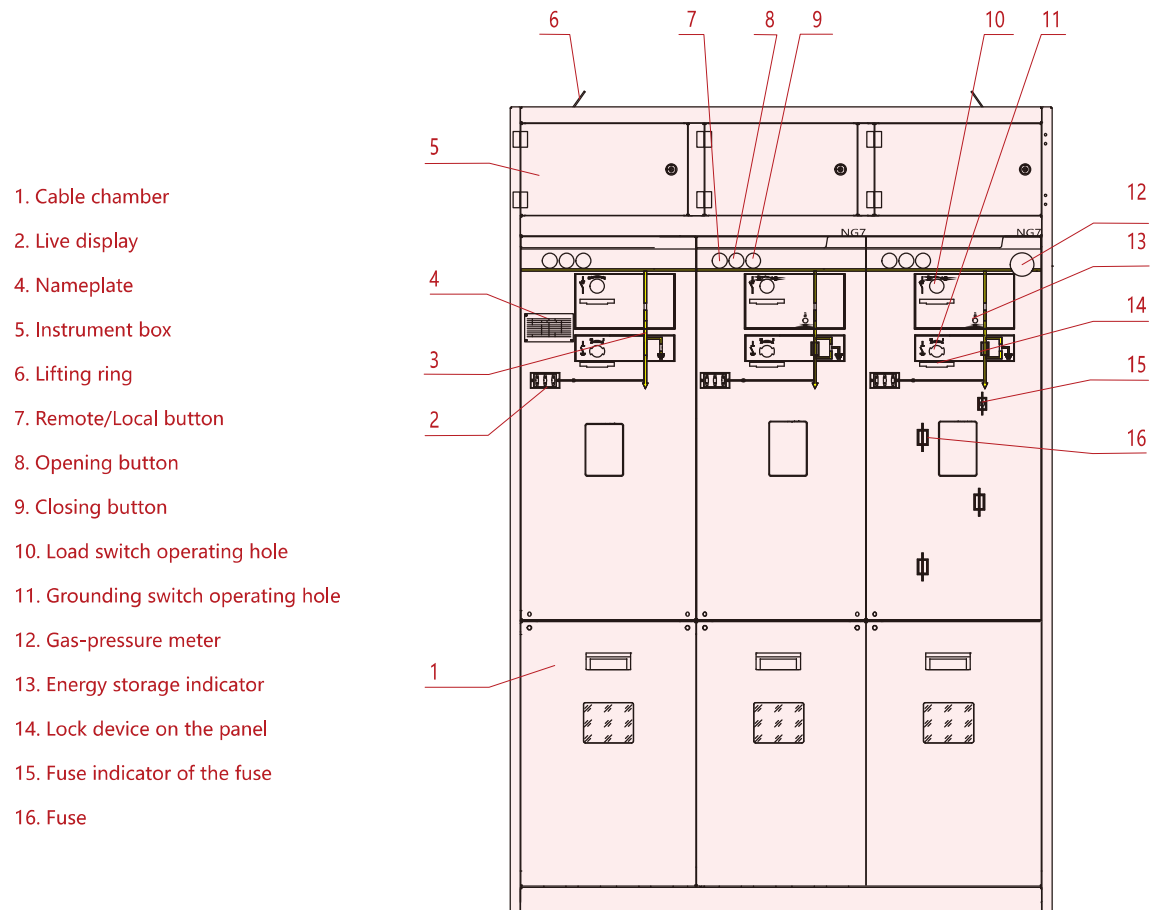 6 7 8 9 10 11
5
12
1. Cable chamber
13
2. Live display
NG7 NG7
4
4. Nameplate
14
5. Instrument box
3
15
6. Lifting ring
2
7. Remote/Local button
16
8. Opening button
9. Closing button
10. Load switch operating hole
11. Grounding switch operating hole
12. Gas-pressure meter
1
13. Energy storage indicator
14. Lock device on the panel
15. Fuse indicator of the fuse
16. Fuse